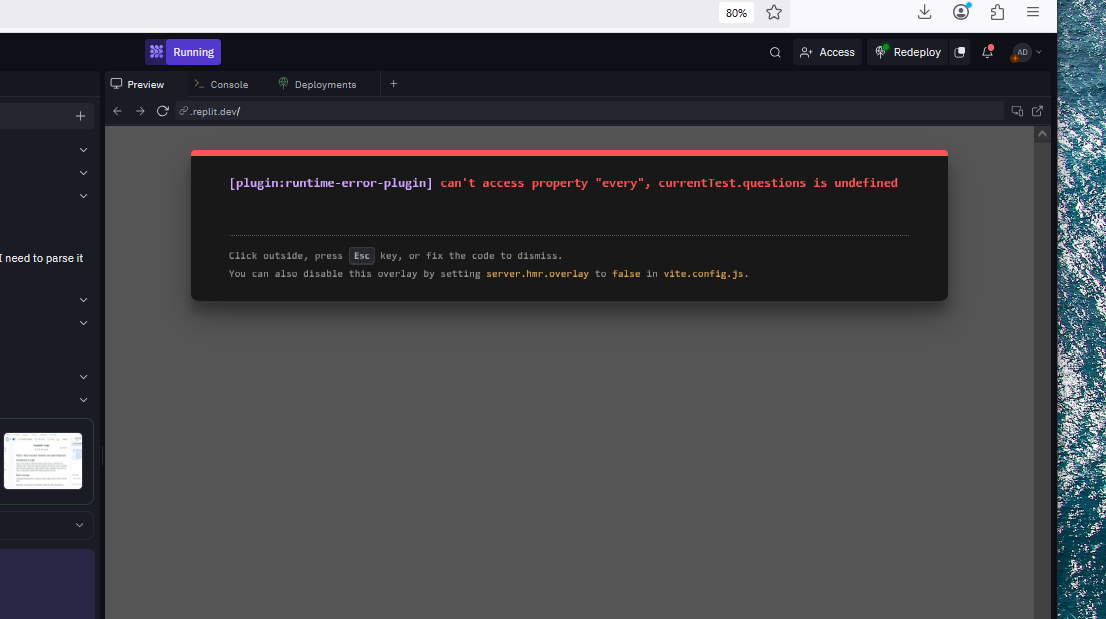 80%
Running
Access
Redeploy
AD
Preview
Console
Deployments
.replit.dev/
[plugin:runtime-error-plugin] can't access property "every", currentTest.questions is undefined
I need to parse it
Click outside, press Esc key, or fix the code to dismiss.
You can also disable this overlay by setting server.hmr.overlay to false in vite.config.js.